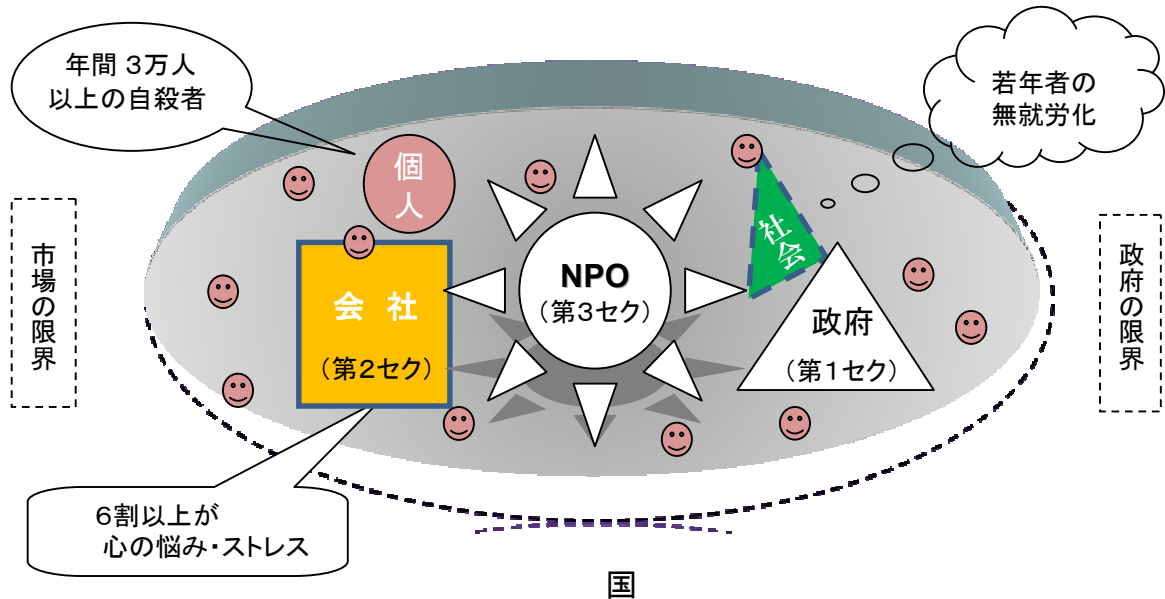 年間 3万人
以上の自殺者
若年者の
無就労化
個
人
市場の限界
政府の限界
社会
会 社
(第2セク)
NPO
(第3セク)
政府
(第1セク)
6割以上が
心の悩み・ストレス
国